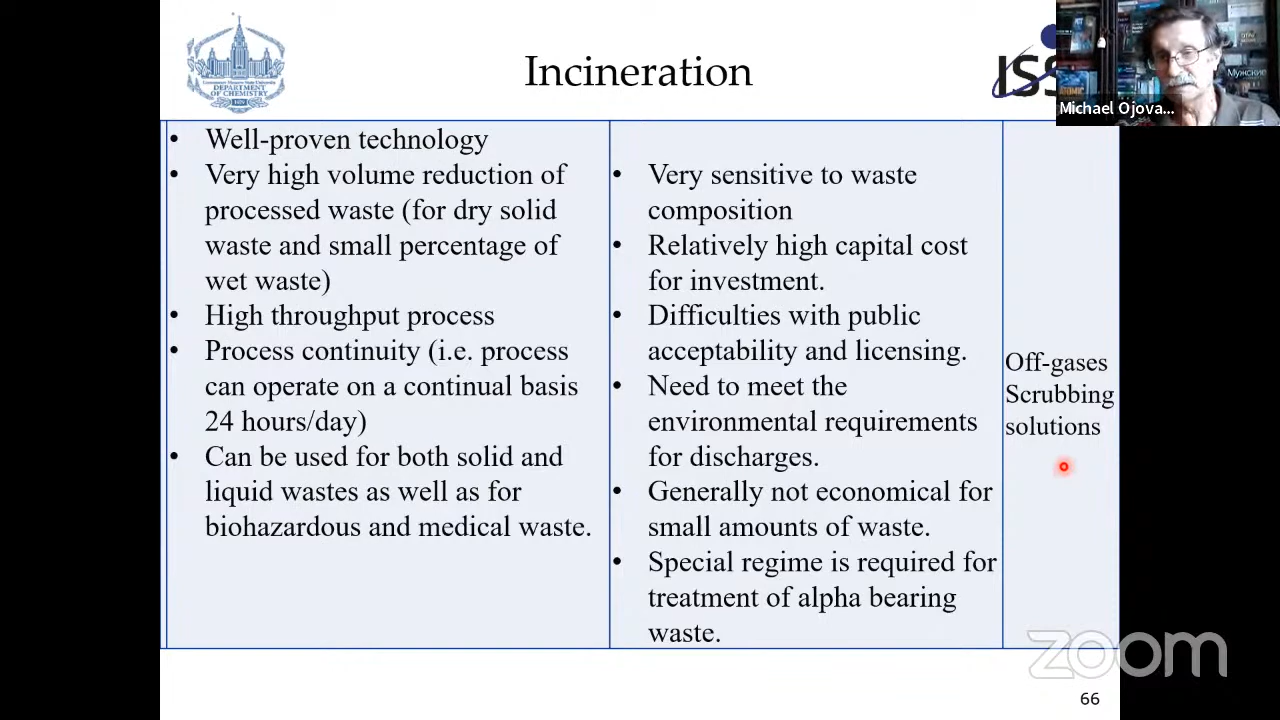 Incineration
ISS
Michael Ojova...
Мужские
• Well-proven technology
• Very high volume reduction of
processed waste (for dry solid
waste and small percentage of
wet waste)
• High throughput process
• Process continuity (i.e. process
can operate on a continual basis
24 hours/day)
• Can be used for both solid and
liquid wastes as well as for
biohazardous and medical waste.
• Very sensitive to waste
composition
• Relatively high capital cost
for investment.
• Difficulties with public
acceptability and licensing.
• Need to meet the
environmental requirements
for discharges.
• Generally not economical for
small amounts of waste.
• Special regime is required for
treatment of alpha bearing
waste.
Off-gases
Scrubbing
solutions
zoom
66